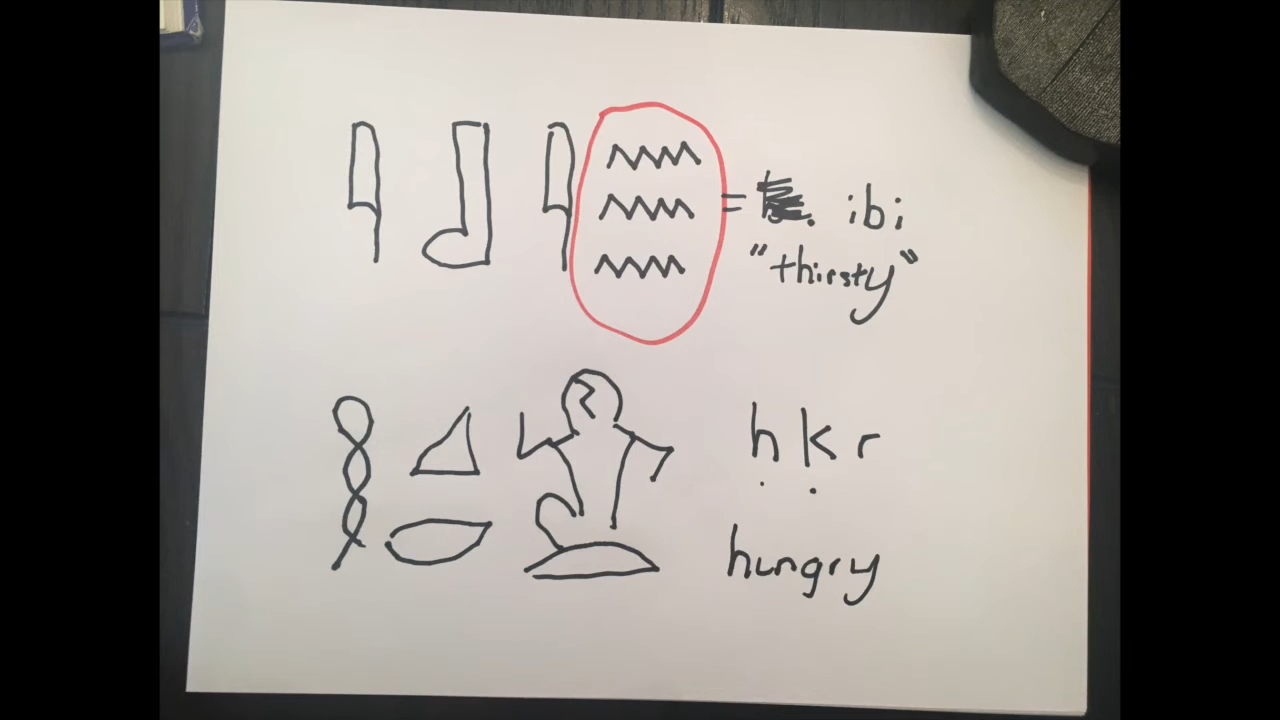 𓇋𓃀𓇋𓈗 = ibi
"thirsty"
𓎛𓈎𓂋𓀁 ḥḳr
hungry